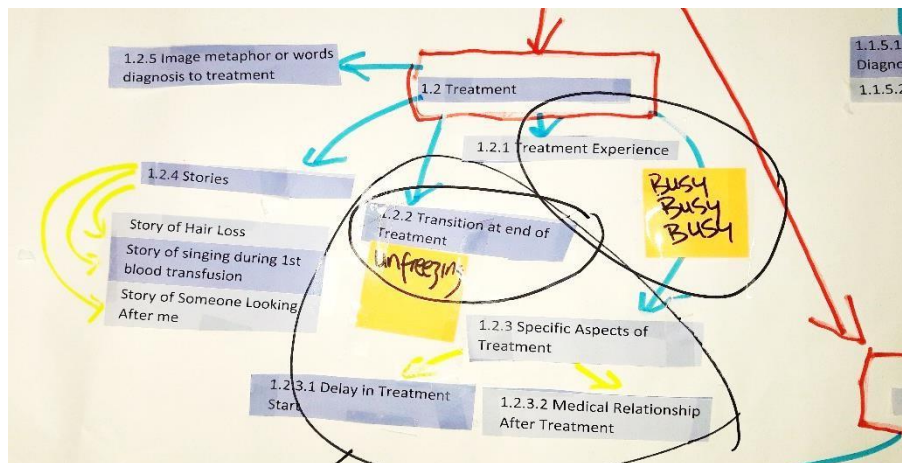 1.2.5 Image metaphor or words
diagnosis to treatment
1.2 Treatment
1.1.5.1
Diagno
1.1.5.2
1.2.1 Treatment Experience
1.2.4 Stories
BUSY
BUSY
BUSY
Story of Hair Loss
Story of singing during 1st
blood transfusion
Story of Someone Looking
After me
1.2.2 Transition at end of
Treatment
unfreezing
1.2.3 Specific Aspects of
Treatment
1.2.3.1 Delay in Treatment
Start
1.2.3.2 Medical Relationship
After Treatment